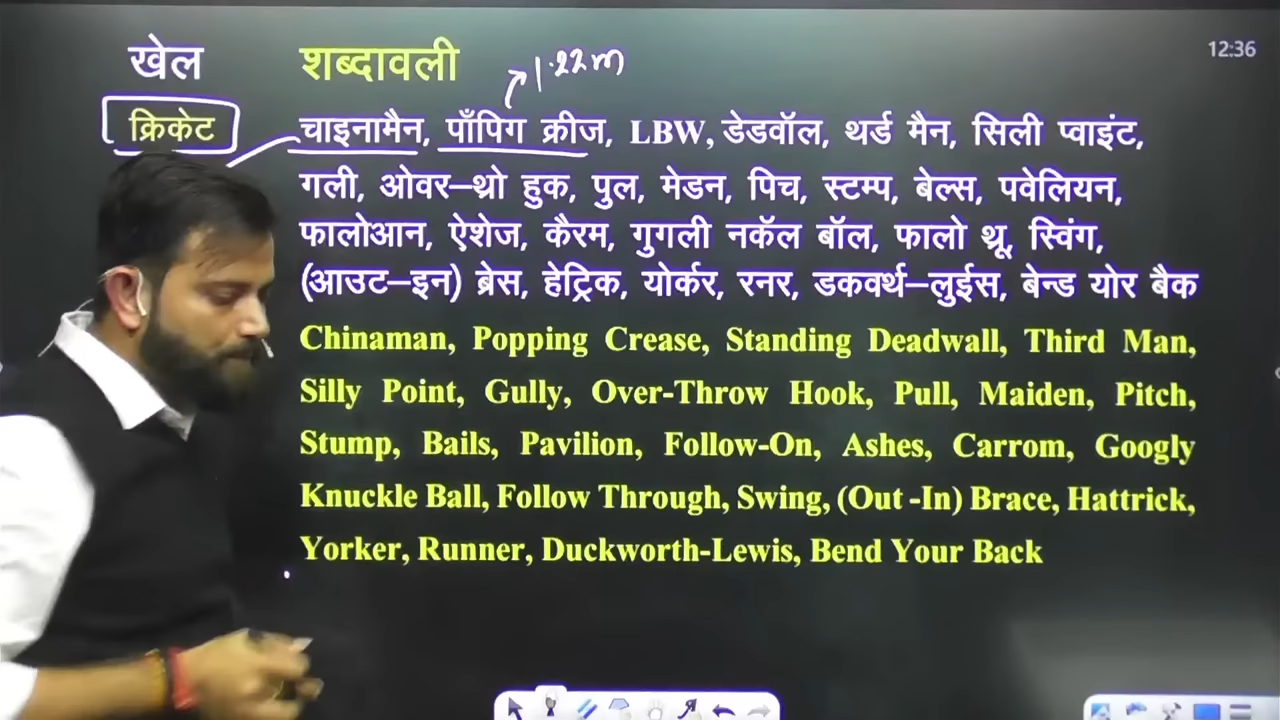 12:36
खेल शब्दावली
1.22m
क्रिकेट चाइनामैन, पॉंपिग क्रीज, LBW, डेडवॉल, थर्ड मैन, सिली प्वाइंट,
गली, ओवर–थ्रो हुक, पुल, मेडन, पिच, स्टम्प, बेल्स, पवेलियन,
फालोआन, ऐशेज, कैरम, गुगली नकॅल बॉल, फालो थ्रू, स्विंग,
(आउट–इन) ब्रेस, हेट्रिक, योर्कर, रनर, डकवर्थ–लुईस, बेन्ड योर बैक
Chinaman, Popping Crease, Standing Deadwall, Third Man,
Silly Point, Gully, Over-Throw Hook, Pull, Maiden, Pitch,
Stump, Bails, Pavilion, Follow-On, Ashes, Carrom, Googly
Knuckle Ball, Follow Through, Swing, (Out -In) Brace, Hattrick,
Yorker, Runner, Duckworth-Lewis, Bend Your Back